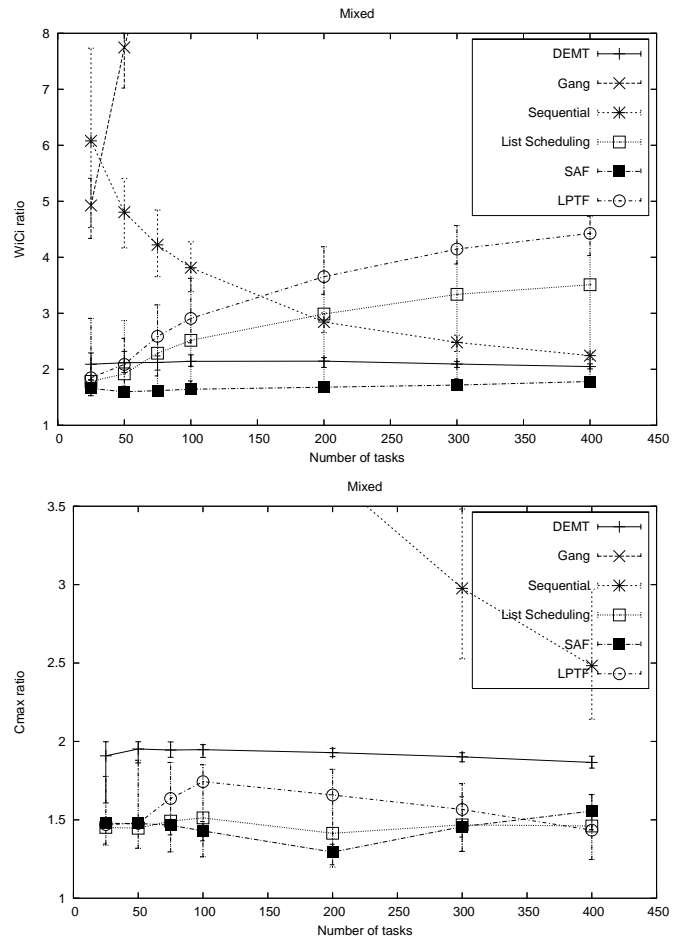 Mixed
8
7
6
5
4
3
2
1
WiCi ratio
DEMT
Gang
Sequential
List Scheduling
SAF
LPTF
0 50 100 150 200 250 300 350 400 450
Number of tasks
Mixed
3.5
3
2.5
2
1.5
1
Cmax ratio
DEMT
Gang
Sequential
List Scheduling
SAF
LPTF
0 50 100 150 200 250 300 350 400 450
Number of tasks